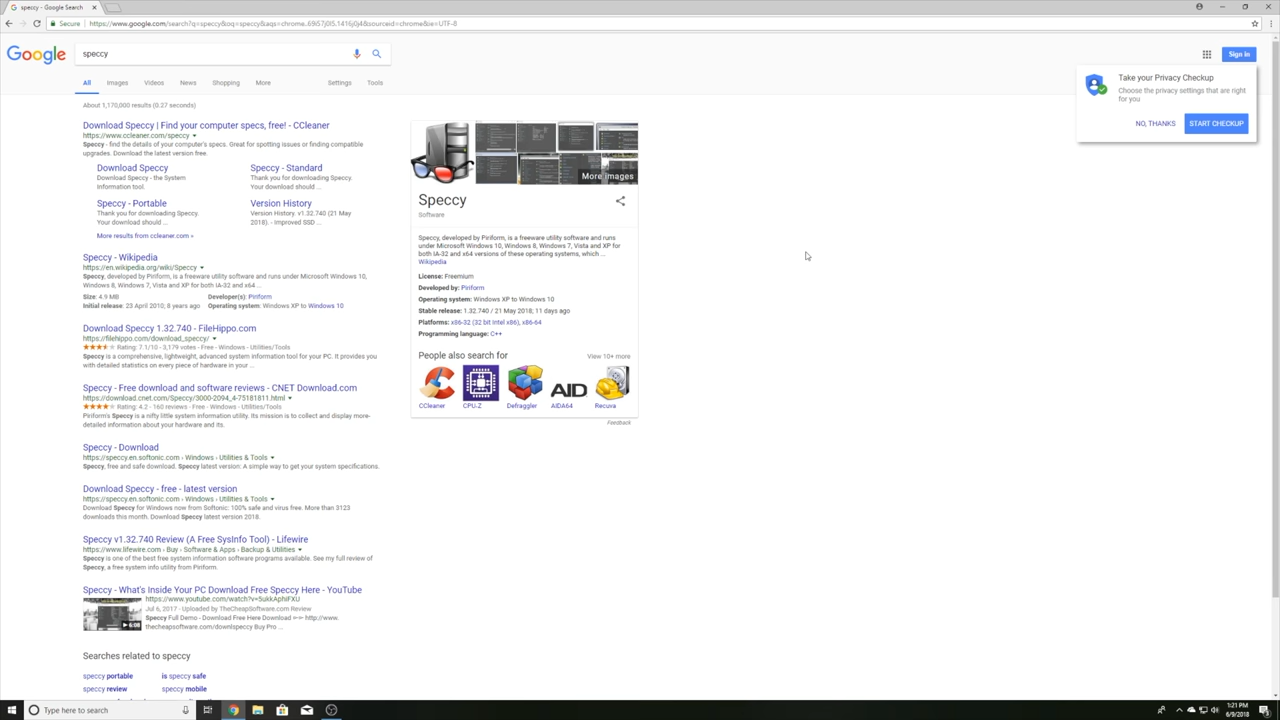 speccy - Google Search
Secure
https://www.google.com/search?q=speccy&oq=speccy&aqs=chrome..69i57j0l5.1416j0j4&sourceid=chrome&ie=UTF-8
Google
speccy
Sign in
All Images Videos News Shopping More Settings Tools
Take your Privacy Checkup
Choose the privacy settings that are right
for you
NO, THANKS START CHECKUP
About 1,170,000 results (0.27 seconds)
Download Speccy | Find your computer specs, free! - CCleaner
https://www.ccleaner.com/speccy
Speccy - find the details of your computer's specs. Great for spotting issues or finding compatible
upgrades. Download the latest version free.
Download Speccy
Download Speccy - the System
Information tool.
Speccy - Standard
Thank you for downloading Speccy.
Your download should ...
Speccy - Portable
Thank you for downloading Speccy.
Your download should ...
Version History
Version History. v1.32.740 (21 May
2018). - Improved SSD ...
More results from ccleaner.com »
Speccy - Wikipedia
https://en.wikipedia.org/wiki/Speccy
Speccy, developed by Piriform, is a freeware utility software and runs under Microsoft Windows 10,
Windows 8, Windows 7, Vista and XP for both IA-32 and x64 ...
Size: 4.9 MB Developer(s): Piriform
Initial release: 23 April 2010; 8 years ago Operating system: Windows XP to Windows 10
Download Speccy 1.32.740 - FileHippo.com
https://filehippo.com/download_speccy/
Rating: 7.1/10 - 3,179 votes - Free - Windows - Utilities/Tools
Speccy is a comprehensive, lightweight, advanced system information tool for your PC. It provides you
with detailed statistics on every piece of hardware in your ...
Speccy - Free download and software reviews - CNET Download.com
https://download.cnet.com/Speccy/3000-2094_4-75181811.html
Rating: 4.2 - 160 reviews - Free - Windows - Utilities/Tools
Piriform's Speccy is a nifty little system information utility. Its mission is to collect and display more-
detailed information about your hardware and its.
Speccy - Download
https://speccy.en.softonic.com › Windows › Utilities & Tools
Speccy, free and safe download. Speccy latest version: A simple way to get your system specifications.
Download Speccy - free - latest version
https://speccy.en.softonic.com › Windows › Utilities & Tools
Download Speccy for Windows now from Softonic: 100% safe and virus free. More than 3123
downloads this month. Download Speccy latest version 2018.
Speccy v1.32.740 Review (A Free SysInfo Tool) - Lifewire
https://www.lifewire.com › Buy › Software & Apps › Backup & Utilities
Speccy is one of the best free system information software programs available. See my full review of
Speccy, a free system info utility from Piriform.
Speccy - What's Inside Your PC Download Free Speccy Here - YouTube
https://www.youtube.com/watch?v=5ukkAphiFXU
Jul 6, 2017 - Uploaded by TheCheapSoftware.com Review
Speccy Full Demo - Download Free Here Download >=> http://www.
thecheapsoftware.com/downlspeccy Buy Pro ...
6:08
Searches related to speccy
speccy portable is speccy safe
speccy review speccy mobile
More images
Speccy
Software
Speccy, developed by Piriform, is a freeware utility software and runs
under Microsoft Windows 10, Windows 8, Windows 7, Vista and XP for
both IA-32 and x64 versions of these operating systems, which ...
Wikipedia
License: Freemium
Developed by: Piriform
Operating system: Windows XP to Windows 10
Stable release: 1.32.740 / 21 May 2018; 11 days ago
Platforms: x86-32 (32 bit Intel x86), x86-64
Programming language: C++
People also search for View 10+ more
AID
CCleaner CPU-Z Defraggler AIDA64 Recuva
Feedback
Type here to search
1:21 PM
6/9/2018